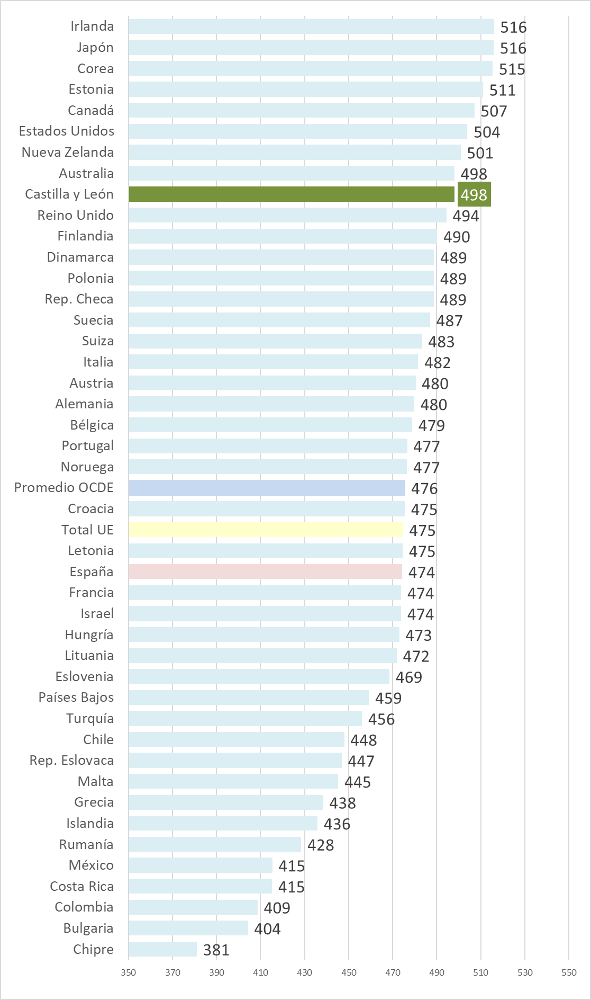 Irlanda 516
Japón 516
Corea 515
Estonia 511
Canadá 507
Estados Unidos 504
Nueva Zelanda 501
Australia 498
Castilla y León 498
Reino Unido 494
Finlandia 490
Dinamarca 489
Polonia 489
Rep. Checa 489
Suecia 487
Suiza 483
Italia 482
Austria 480
Alemania 480
Bélgica 479
Portugal 477
Noruega 477
Promedio OCDE 476
Croacia 475
Total UE 475
Letonia 475
España 474
Francia 474
Israel 474
Hungría 473
Lituania 472
Eslovenia 469
Países Bajos 459
Turquía 456
Chile 448
Rep. Eslovaca 447
Malta 445
Grecia 438
Islandia 436
Rumanía 428
México 415
Costa Rica 415
Colombia 409
Bulgaria 404
Chipre 381
350 370 390 410 430 450 470 490 510 530 550